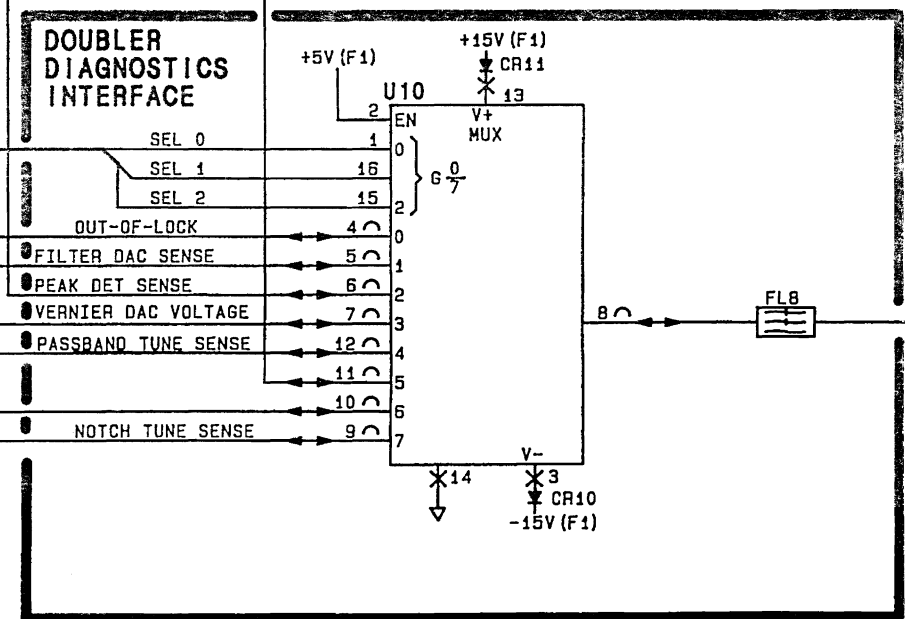 DOUBLER
DIAGNOSTICS
INTERFACE
+5V (F1)
+15V (F1)
CR11
U10
13
2
EN
V+
MUX
SEL 0
1
0
SEL 1
16
G 0/7
SEL 2
15
2
OUT-OF-LOCK
4
0
FILTER DAC SENSE
5
1
PEAK DET SENSE
6
2
VERNIER DAC VOLTAGE
7
3
8
FL8
PASSBAND TUNE SENSE
12
4
11
5
10
6
NOTCH TUNE SENSE
9
7
V-
14
3
CR10
-15V (F1)